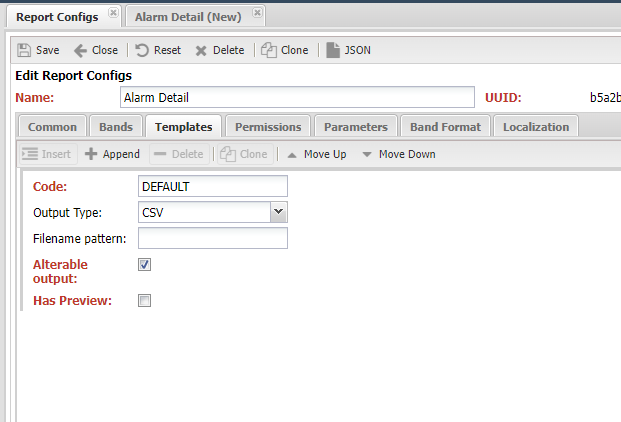 Report Configs Alarm Detail (New)
Save Close Reset Delete Clone JSON
Edit Report Configs
Name: Alarm Detail UUID: b5a2b
Common Bands Templates Permissions Parameters Band Format Localization
Insert Append Delete Clone Move Up Move Down
Code: DEFAULT
Output Type: CSV
Filename pattern:
Alterable
output:
Has Preview: